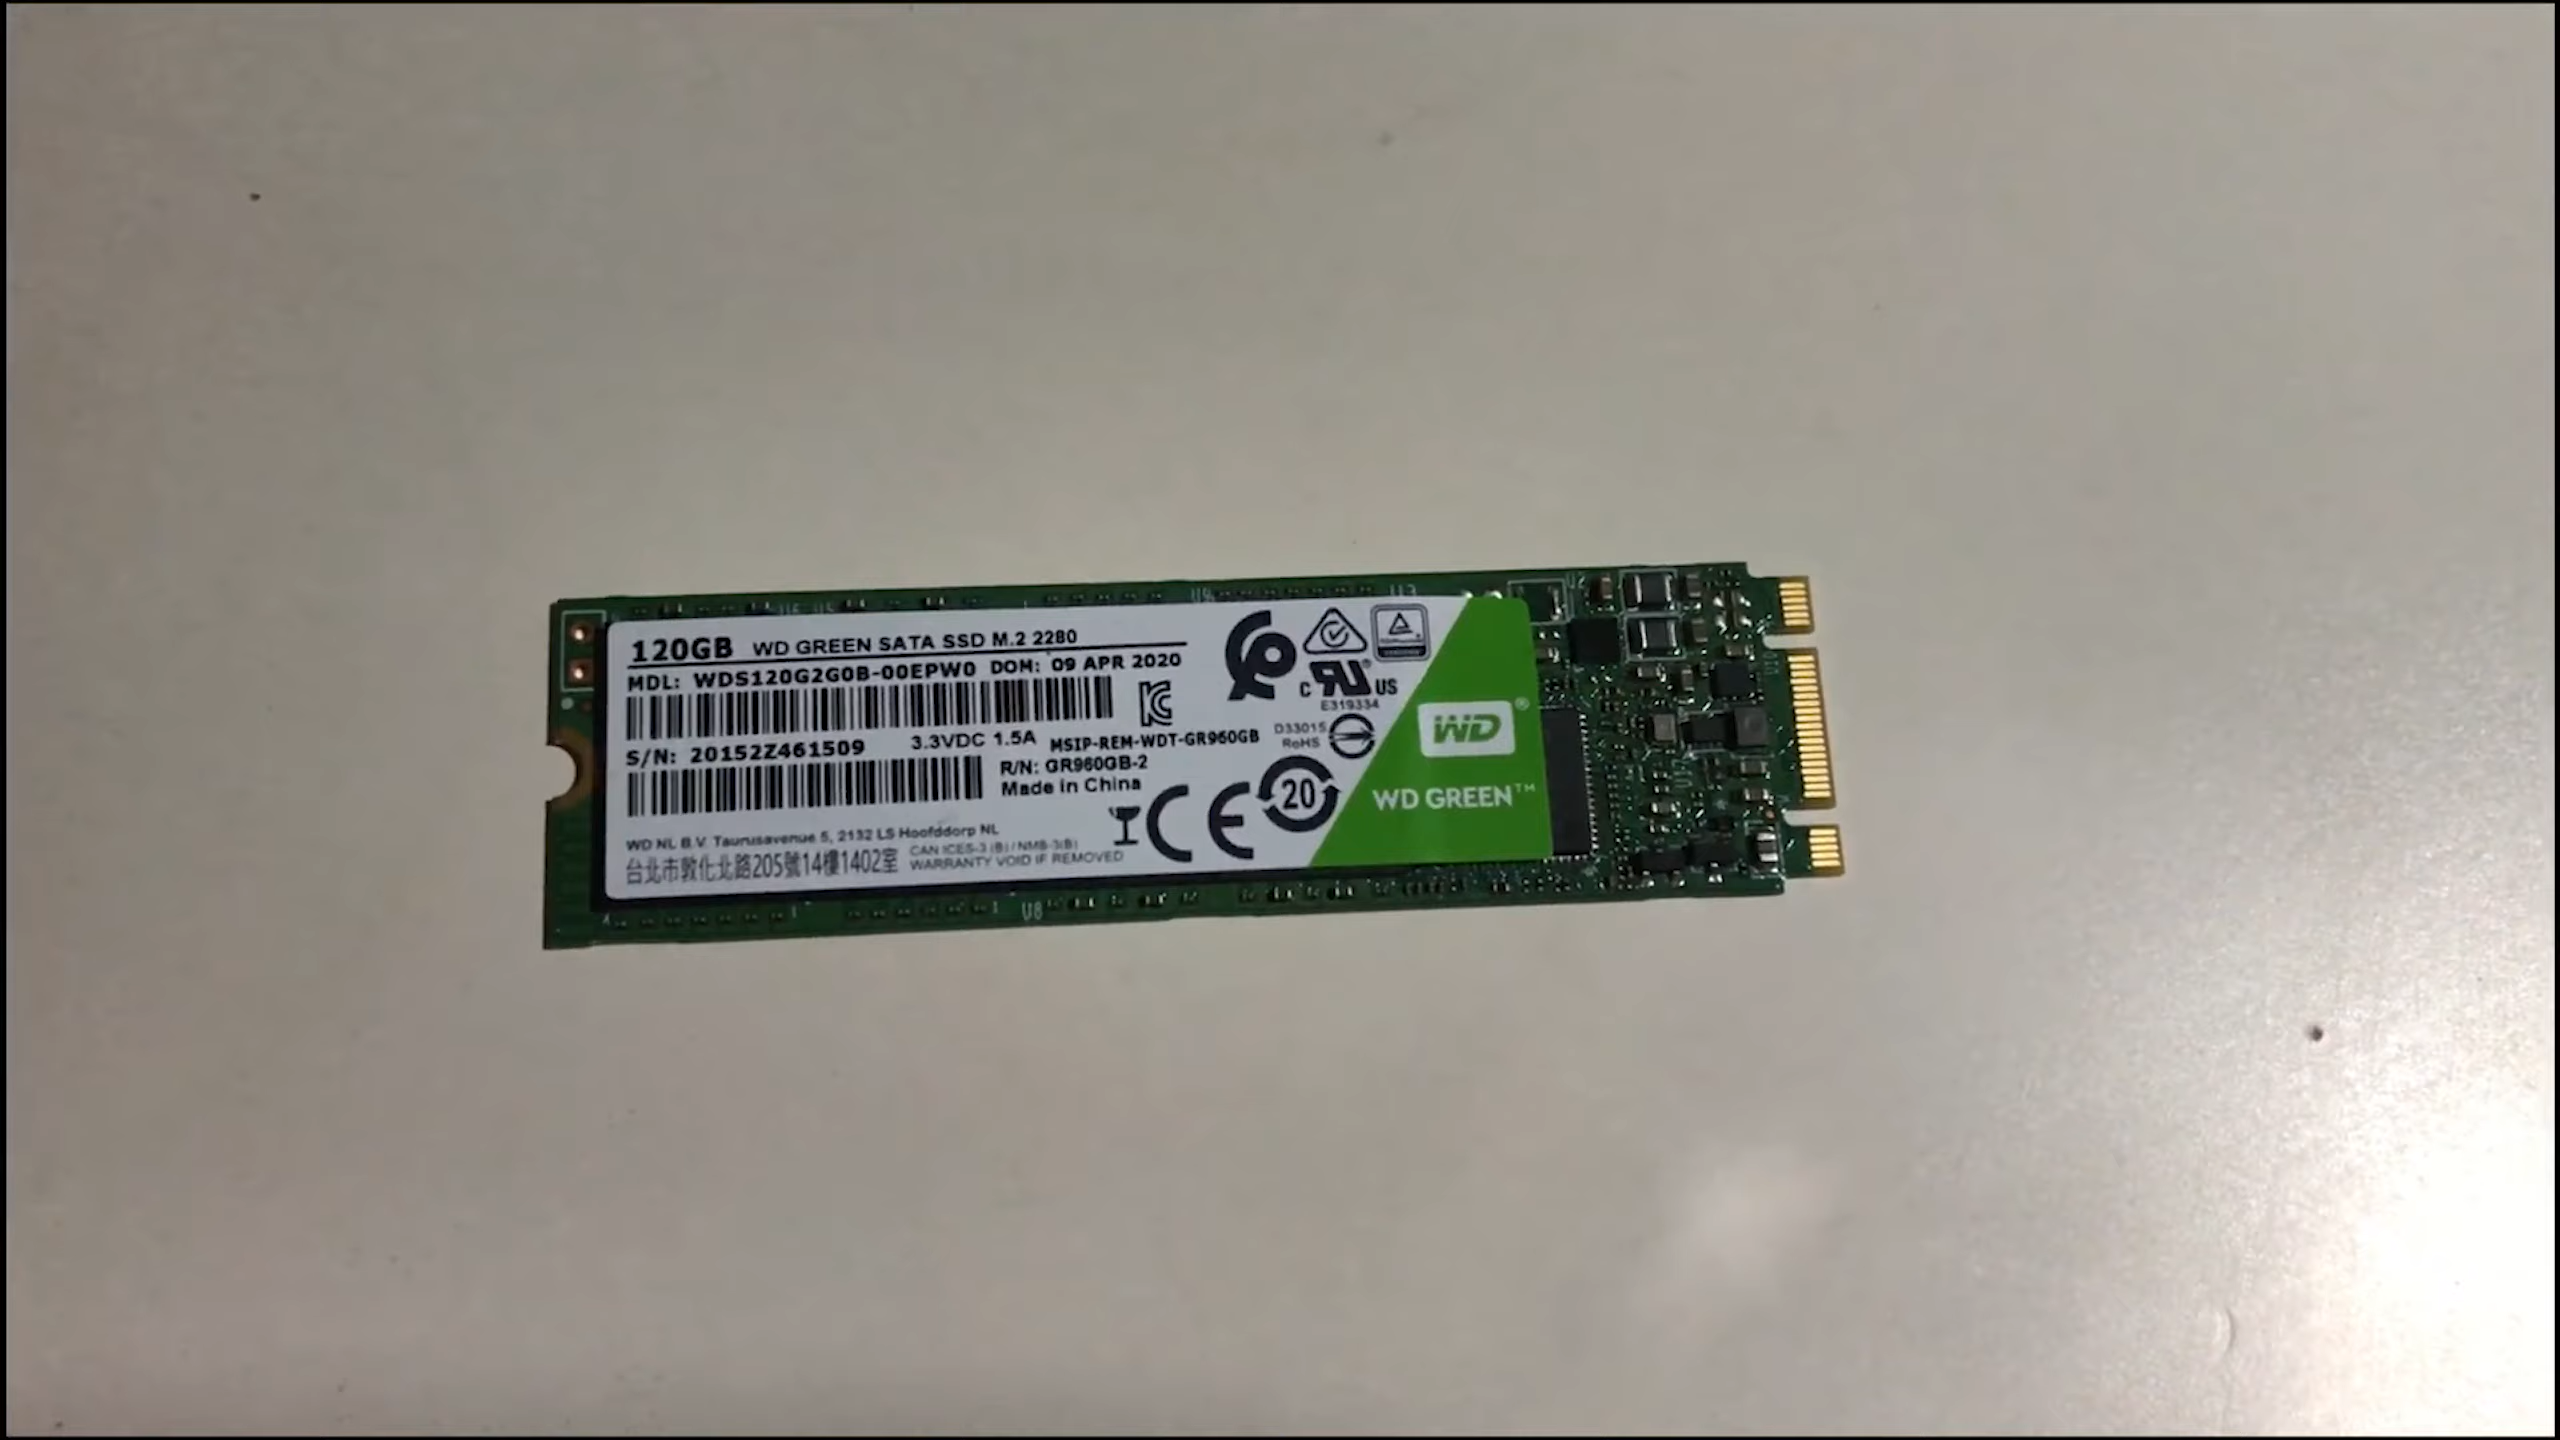 120GB WD GREEN SATA SSD M.2 2280
MDL: WDS120G2G0B-00EPW0 DOM: 09 APR 2020
S/N: 20152Z461509 3.3VDC 1.5A MSIP-REM-WDT-GR960GB
R/N: GR960GB-2
Made in China
WD NL B.V. Taurusavenue 5, 2132 LS Hoofddorp NL
台北市敦化北路205號14樓1402室
CAN ICES-3 (B) / NMB-3(B)
WARRANTY VOID IF REMOVED
C RU® US
E319334
D33015
RoHS
CE
20
WD®
WD GREEN™
U8